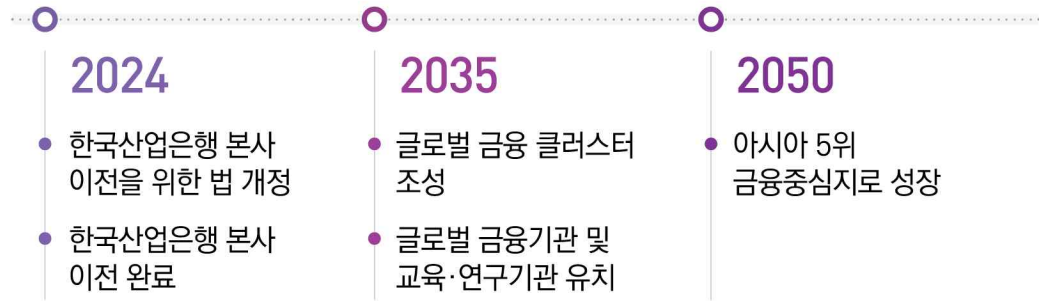 2024
한국산업은행 본사
이전을 위한 법 개정
한국산업은행 본사
이전 완료
2035
글로벌 금융 클러스터
조성
글로벌 금융기관 및
교육·연구기관 유치
2050
아시아 5위
금융중심지로 성장